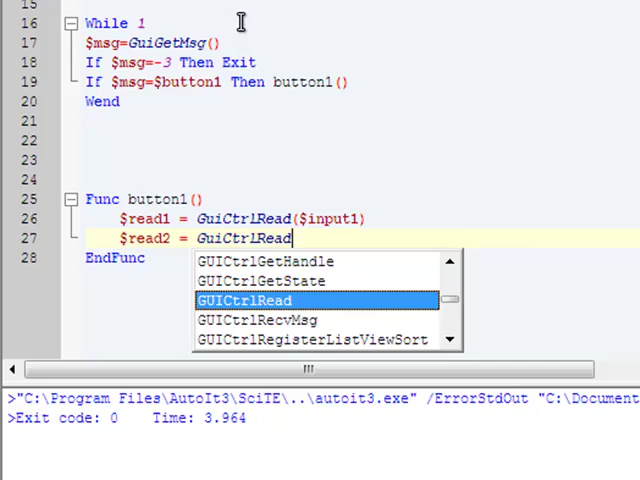 15
16 While 1
17 $msg=GuiGetMsg()
18 If $msg=-3 Then Exit
19 If $msg=$button1 Then button1()
20 Wend
21
22
23
24
25 Func button1()
26 $read1 = GuiCtrlRead($input1)
27 $read2 = GuiCtrlRead
28 EndFunc
GUICtrlGetHandle
GUICtrlGetState
GUICtrlRead
GUICtrlRecvMsg
GUICtrlRegisterListViewSort
>"C:\Program Files\AutoIt3\SciTE\..\autoit3.exe" /ErrorStdOut "C:\Document
>Exit code: 0 Time: 3.964